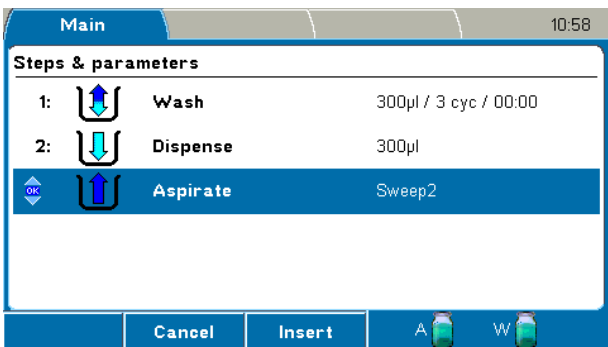 Main 10:58
Steps & parameters
1: Wash 300µl / 3 cyc / 00:00
2: Dispense 300µl
OK Aspirate Sweep2
Cancel Insert A W